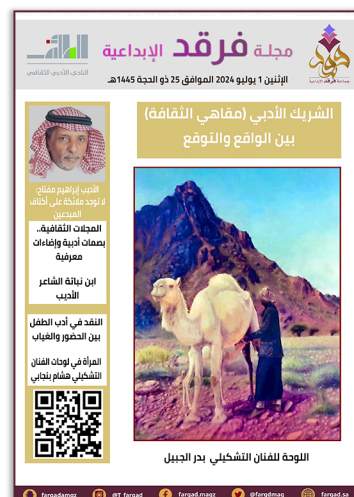 مجلة فرقد الإبداعية
النادي الأدبي الثقافي
الإثنين 1 يوليو 2024 الموافق 25 ذو الحجة 1445هـ
الشريك الأدبي (مقاهي الثقافة)
بين الواقع والتوقع
الأديب إبراهيم مفتاح:
لا توجد ملائكة على أكتاف
المبدعين
المجلات الثقافية..
بصمات أدبية وإضاءات
معرفية
ابن نباتة الشاعر
الأديب
النقد في أدب الطفل
بين الحضور والغياب
المرأة في لوحات الفنان
التشكيلي هشام بنجابي
اللوحة للفنان التشكيلي بدر الجبيل
fargadamgz @T_fargad fargad.magz @fargdmag fargad.sa